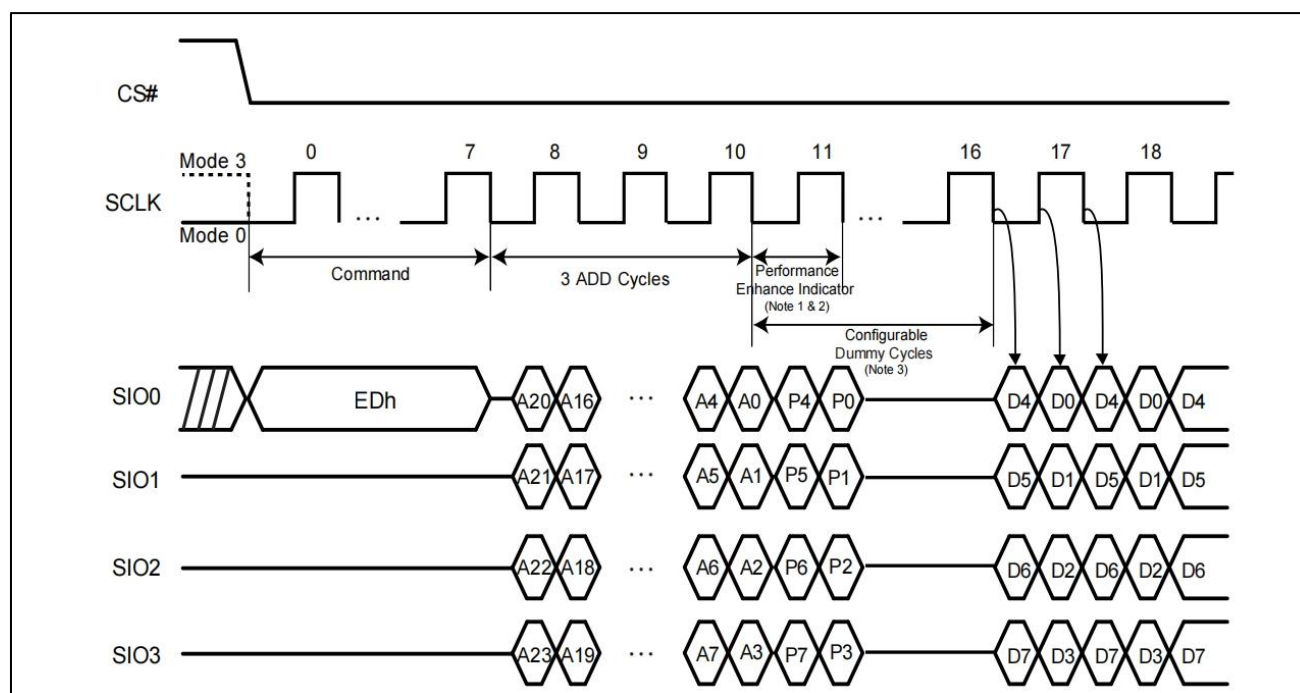 CS#
Mode 3
0 7 8 9 10 11 16 17 18
SCLK
...
...
Mode 0
Command
3 ADD Cycles
Performance
Enhance Indicator
(Note 1 & 2)
Configurable
Dummy Cycles
(Note 3)
SIO0 EDh A20 A16 ... A4 A0 P4 P0 D4 D0 D4 D0 D4
SIO1 A21 A17 ... A5 A1 P5 P1 D5 D1 D5 D1 D5
SIO2 A22 A18 ... A6 A2 P6 P2 D6 D2 D6 D2 D6
SIO3 A23 A19 ... A7 A3 P7 P3 D7 D3 D7 D3 D7